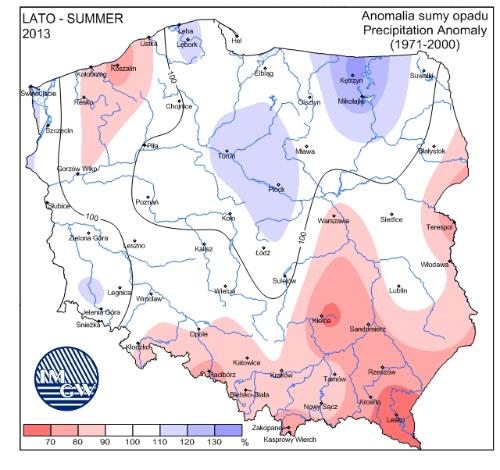 LATO - SUMMER
2013
Anomalia sumy opadu
Precipitation Anomaly
(1971-2000)
Łeba
Ustka
Lębork
Hel
Koszalin
Kołobrzeg
100
Elbląg
Kętrzyn
Suwałki
Świnoujście
Resko
Chojnice
Olsztyn
Mikołajki
Szczecin
Piła
Toruń
Mława
Białystok
Gorzów Wlkp
Płock
Słubice
Poznań
Koło
Warszawa
Siedlce
Terespol
100
Zielona Góra
Leszno
Kalisz
Łódź
100
Włodawa
Sulejów
Legnica
Wrocław
Wieluń
Lublin
Jelenia Góra
Śnieżka
Opole
Kielce
Sandomierz
Kłodzko
Katowice
Racibórz
Kraków
Tarnów
Rzeszów
Bielsko-Biała
Nowy Sącz
Krosno
Lesko
Zakopane
Kasprowy Wierch
IM
GW
70 80 90 100 110 120 130 %